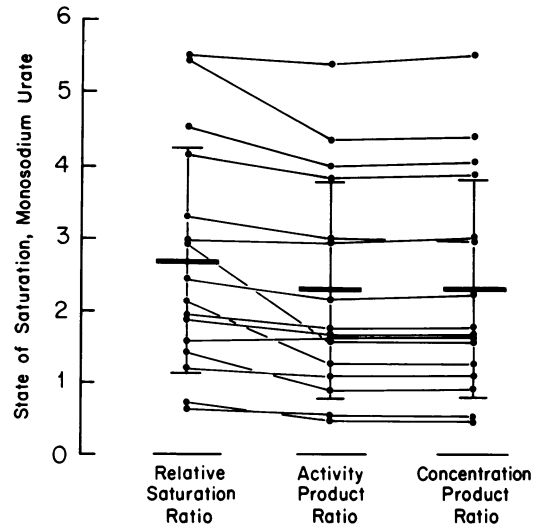 State of Saturation, Monosodium Urate
6
5
4
3
2
1
0
Relative
Saturation
Ratio
Activity
Product
Ratio
Concentration
Product
Ratio